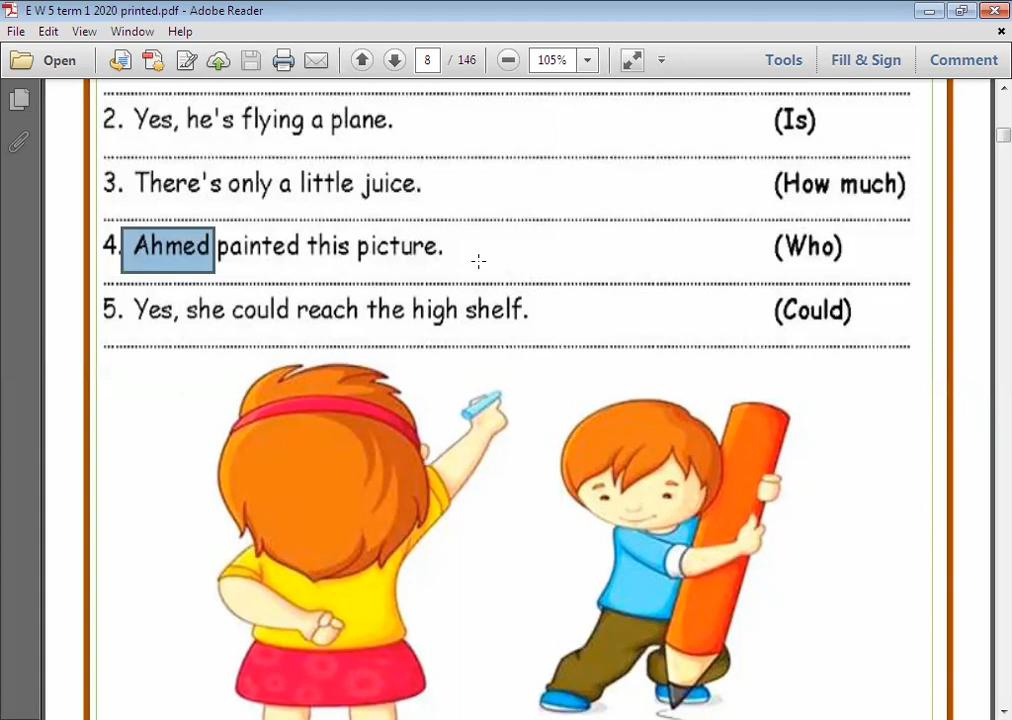 E W 5 term 1 2020 printed.pdf - Adobe Reader
File Edit View Window Help
Open 8 / 146 105% Tools Fill & Sign Comment
2. Yes, he's flying a plane. (Is)
3. There's only a little juice. (How much)
4. Ahmed painted this picture. (Who)
5. Yes, she could reach the high shelf. (Could)